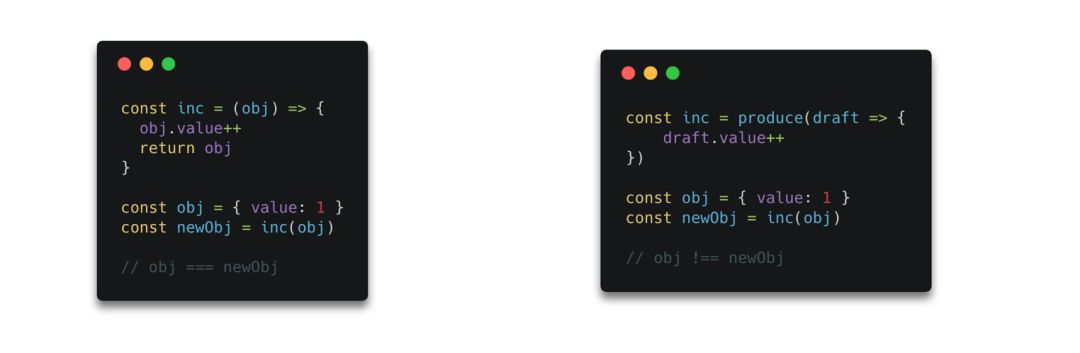 const inc = (obj) => {
  obj.value++
  return obj
}
const obj = { value: 1 }
const newObj = inc(obj)
// obj === newObj
const inc = produce(draft => {
    draft.value++
})
const obj = { value: 1 }
const newObj = inc(obj)
// obj !== newObj